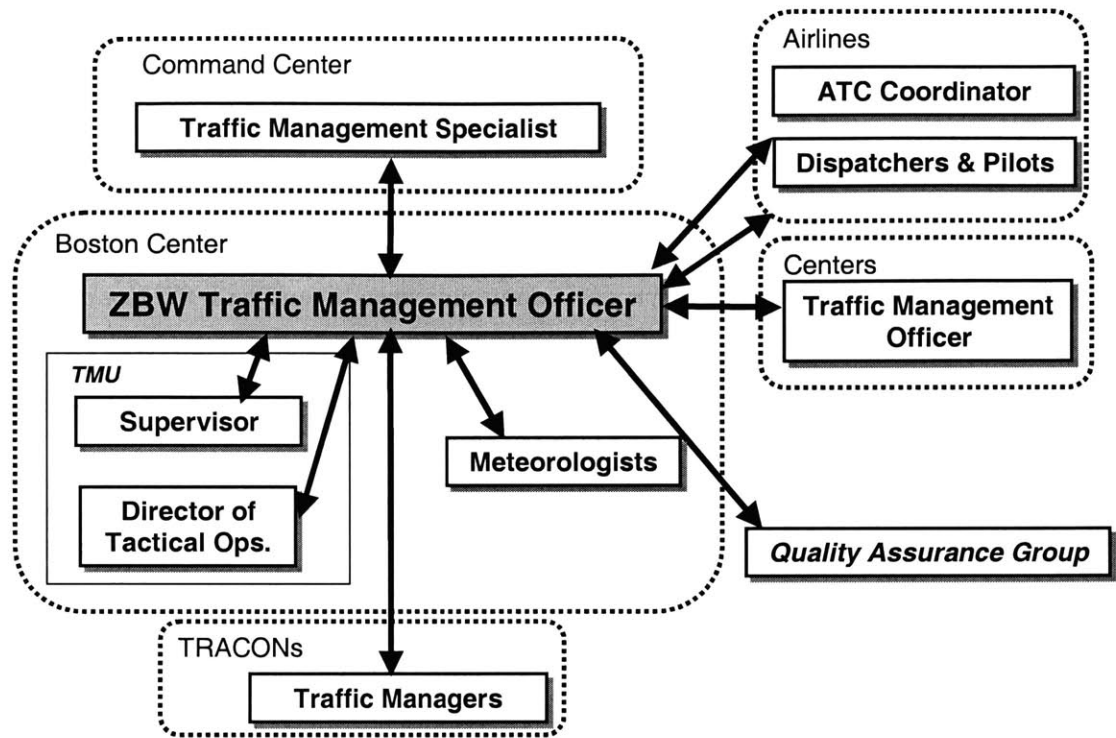 Command Center
Traffic Management Specialist
Airlines
ATC Coordinator
Dispatchers & Pilots
Boston Center
ZBW Traffic Management Officer
Centers
Traffic Management
Officer
TMU
Supervisor
Director of
Tactical Ops.
Meteorologists
Quality Assurance Group
TRACONs
Traffic Managers